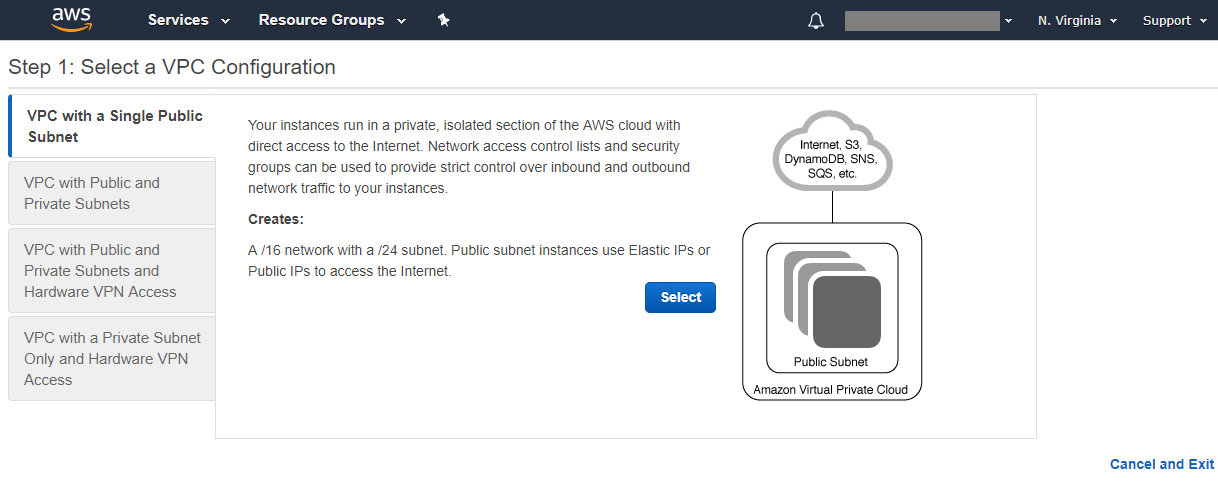 aws Services Resource Groups N. Virginia Support
Step 1: Select a VPC Configuration
VPC with a Single Public
Subnet
VPC with Public and
Private Subnets
VPC with Public and
Private Subnets and
Hardware VPN Access
VPC with a Private Subnet
Only and Hardware VPN
Access
Your instances run in a private, isolated section of the AWS cloud with
direct access to the Internet. Network access control lists and security
groups can be used to provide strict control over inbound and outbound
network traffic to your instances.
Creates:
A /16 network with a /24 subnet. Public subnet instances use Elastic IPs or
Public IPs to access the Internet.
Select
Internet, S3,
DynamoDB, SNS,
SQS, etc.
Public Subnet
Amazon Virtual Private Cloud
Cancel and Exit